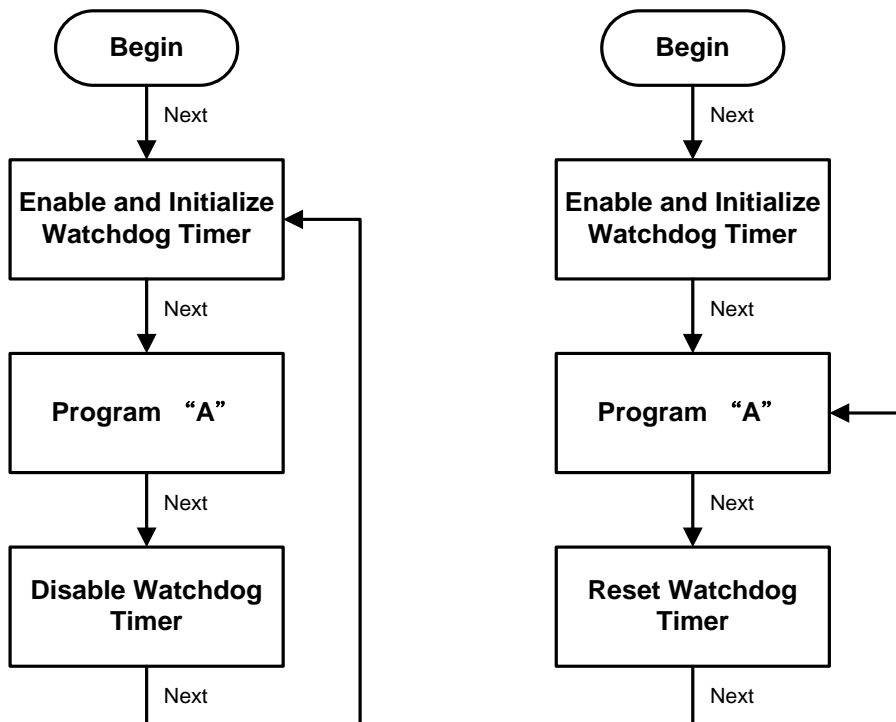 Begin
Next
Enable and Initialize
Watchdog Timer
Next
Program “A”
Next
Disable Watchdog
Timer
Next
Begin
Next
Enable and Initialize
Watchdog Timer
Next
Program “A”
Next
Reset Watchdog
Timer
Next